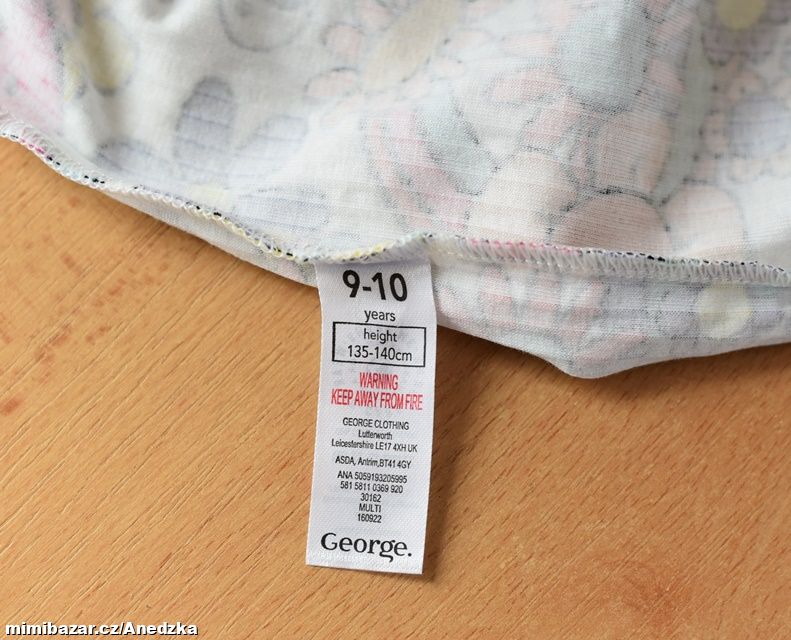 9-10
years
height
135-140cm
WARNING
KEEP AWAY FROM FIRE
GEORGE CLOTHING
Lutterworth
Leicestershire LE17 4XH UK
ASDA, Antrim,BT41 4GY
ANA 5059193205995
581 5811 0369 920
30162
MULTI
160922
George.
mimibazar.cz/Anedzka